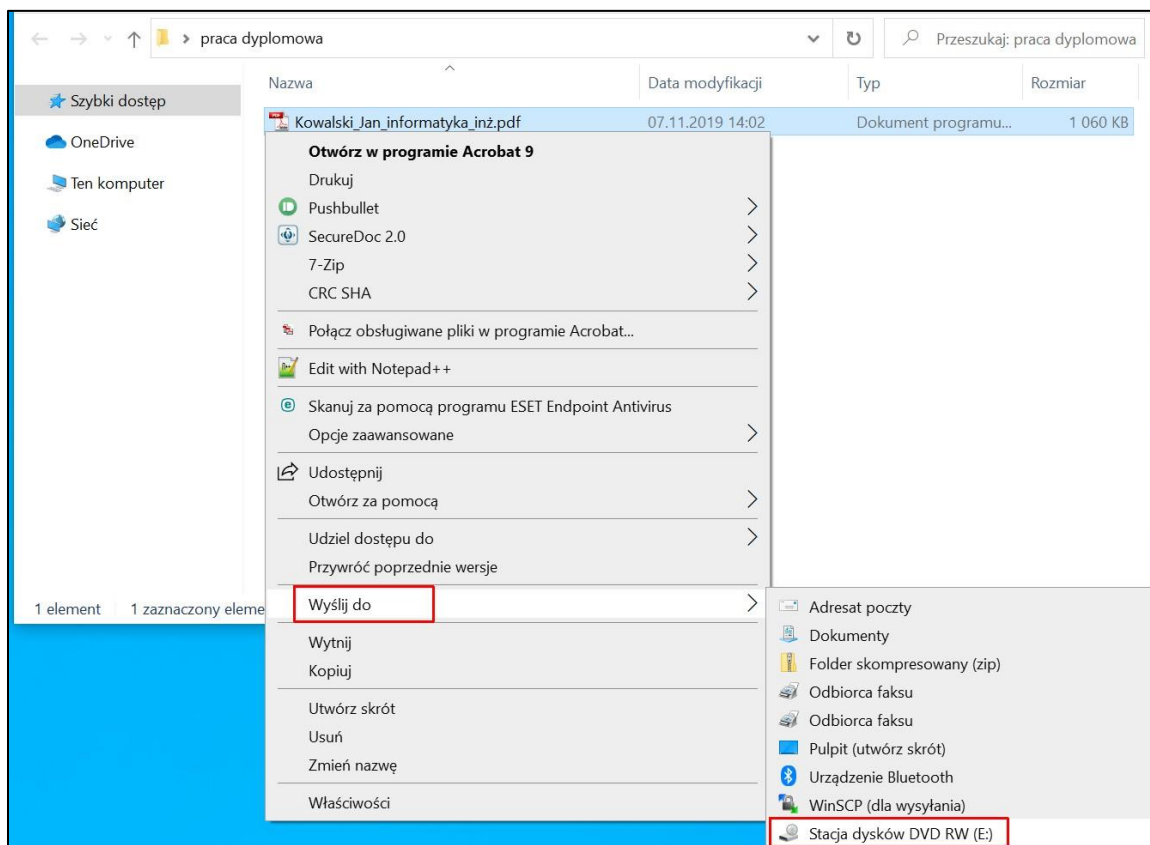 praca dyplomowa
Przeszukaj: praca dyplomowa
Nazwa Data modyfikacji Typ Rozmiar
Szybki dostęp
OneDrive
Ten komputer
Sieć
Kowalski_Jan_informatyka_inż.pdf 07.11.2019 14:02 Dokument programu... 1 060 KB
Otwórz w programie Acrobat 9
Drukuj
Pushbullet
SecureDoc 2.0
7-Zip
CRC SHA
Połącz obsługiwane pliki w programie Acrobat...
Edit with Notepad++
Skanuj za pomocą programu ESET Endpoint Antivirus
Opcje zaawansowane
Udostępnij
Otwórz za pomocą
Udziel dostępu do
Przywróć poprzednie wersje
Wyślij do
Wytnij
Kopiuj
Utwórz skrót
Usuń
Zmień nazwę
Właściwości
1 element 1 zaznaczony eleme
Adresat poczty
Dokumenty
Folder skompresowany (zip)
Odbiorca faksu
Odbiorca faksu
Pulpit (utwórz skrót)
Urządzenie Bluetooth
WinSCP (dla wysyłania)
Stacja dysków DVD RW (E:)